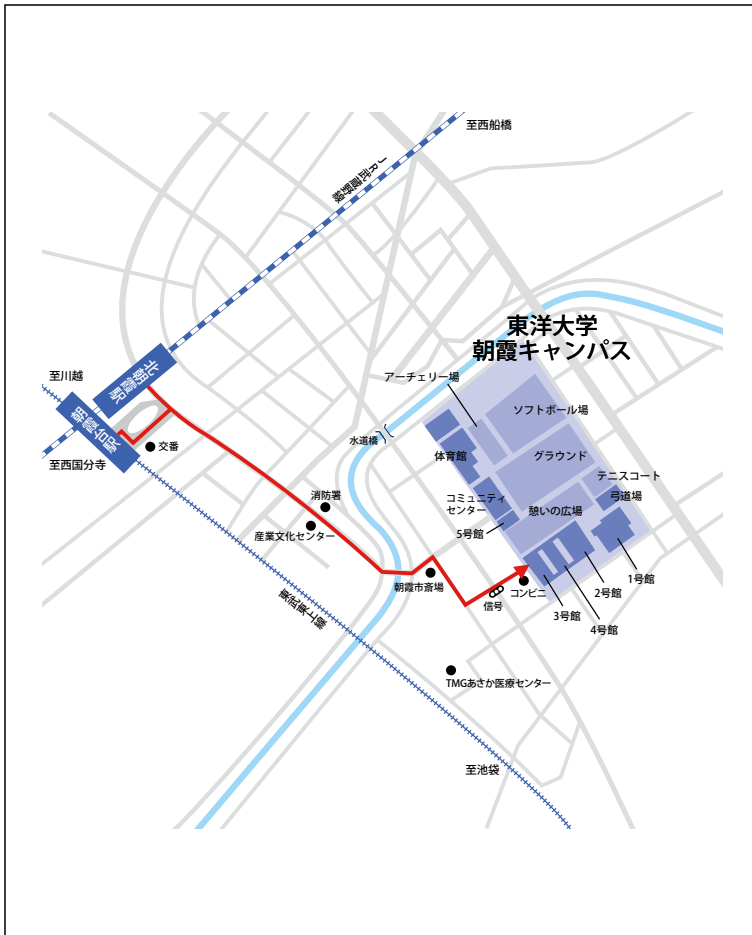 至西船橋
JR武蔵野線
東洋大学
朝霞キャンパス
至川越
北朝霞駅
アーチェリー場
朝霞台駅
ソフトボール場
水道橋
交番
体育館
グラウンド
至西国分寺
テニスコート
消防署
コミュニティ
センター
弓道場
憩いの広場
産業文化センター
5号館
1号館
朝霞市斎場
2号館
コンビニ
信号
3号館
4号館
東武東上線
TMGあさか医療センター
至池袋